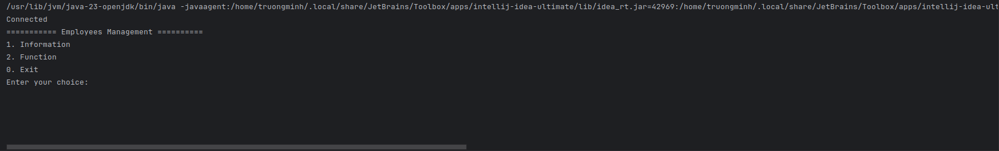 /usr/lib/jvm/java-23-openjdk/bin/java -javaagent:/home/truongminh/.local/share/JetBrains/Toolbox/apps/intellij-idea-ultimate/lib/idea_rt.jar=42969:/home/truongminh/.local/share/JetBrains/Toolbox/apps/intellij-idea-ult
Connected
=========== Employees Management ==========
1. Information
2. Function
0. Exit
Enter your choice: